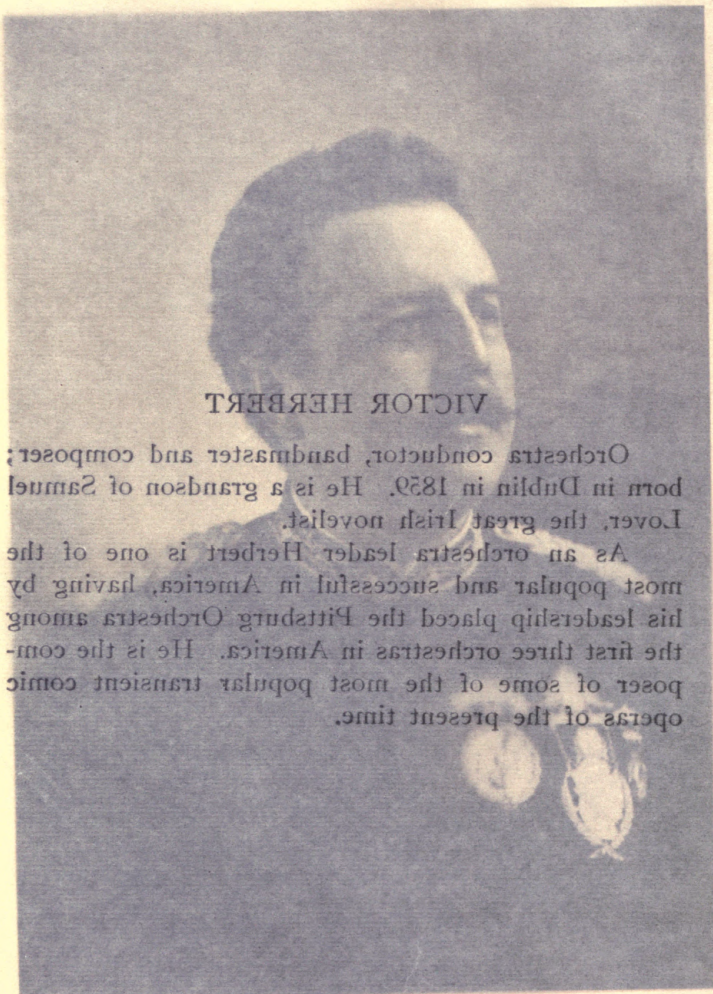 VICTOR HERBERT
Orchestra conductor, bandmaster and composer;
born in Dublin in 1859. He is a grandson of Samuel
Lover, the great Irish novelist.
As an orchestra leader Herbert is one of the
most popular and successful in America, having by
his leadership placed the Pittsburg Orchestra among
the first three orchestras in America. He is the com-
poser of some of the most popular transient comic
operas of the present time.